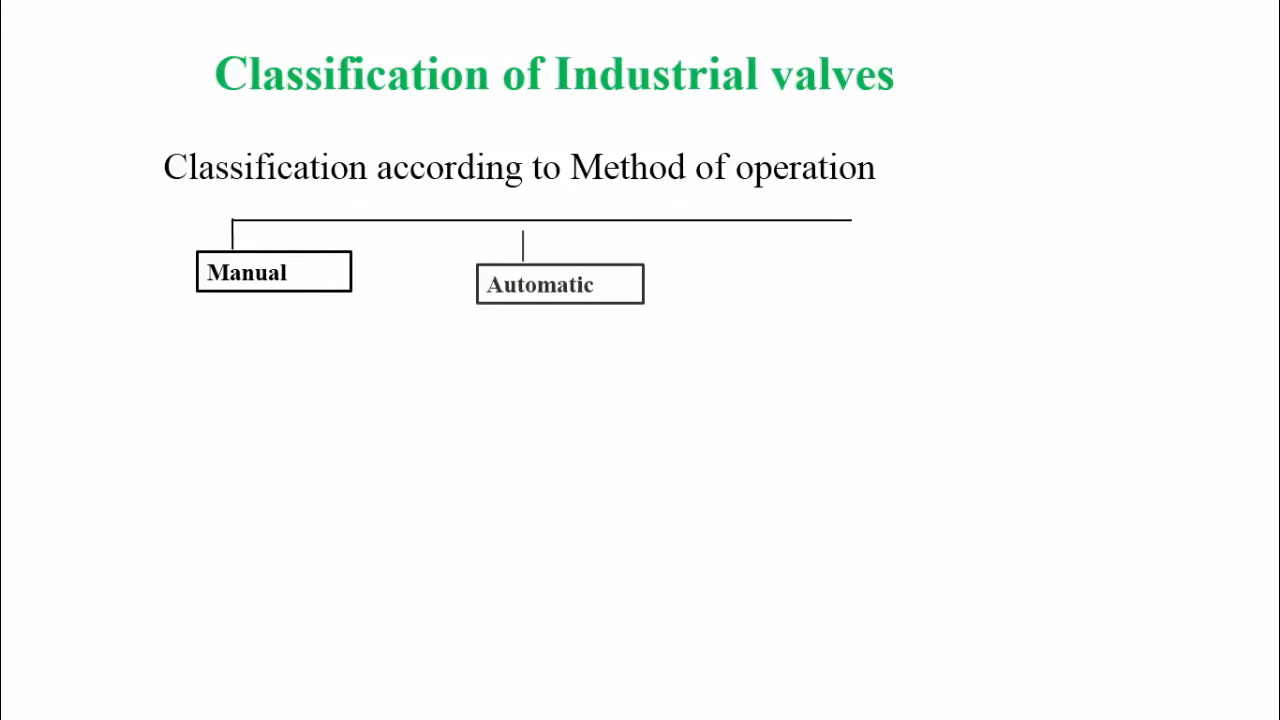 Classification of Industrial valves
Classification according to Method of operation
Manual
Automatic